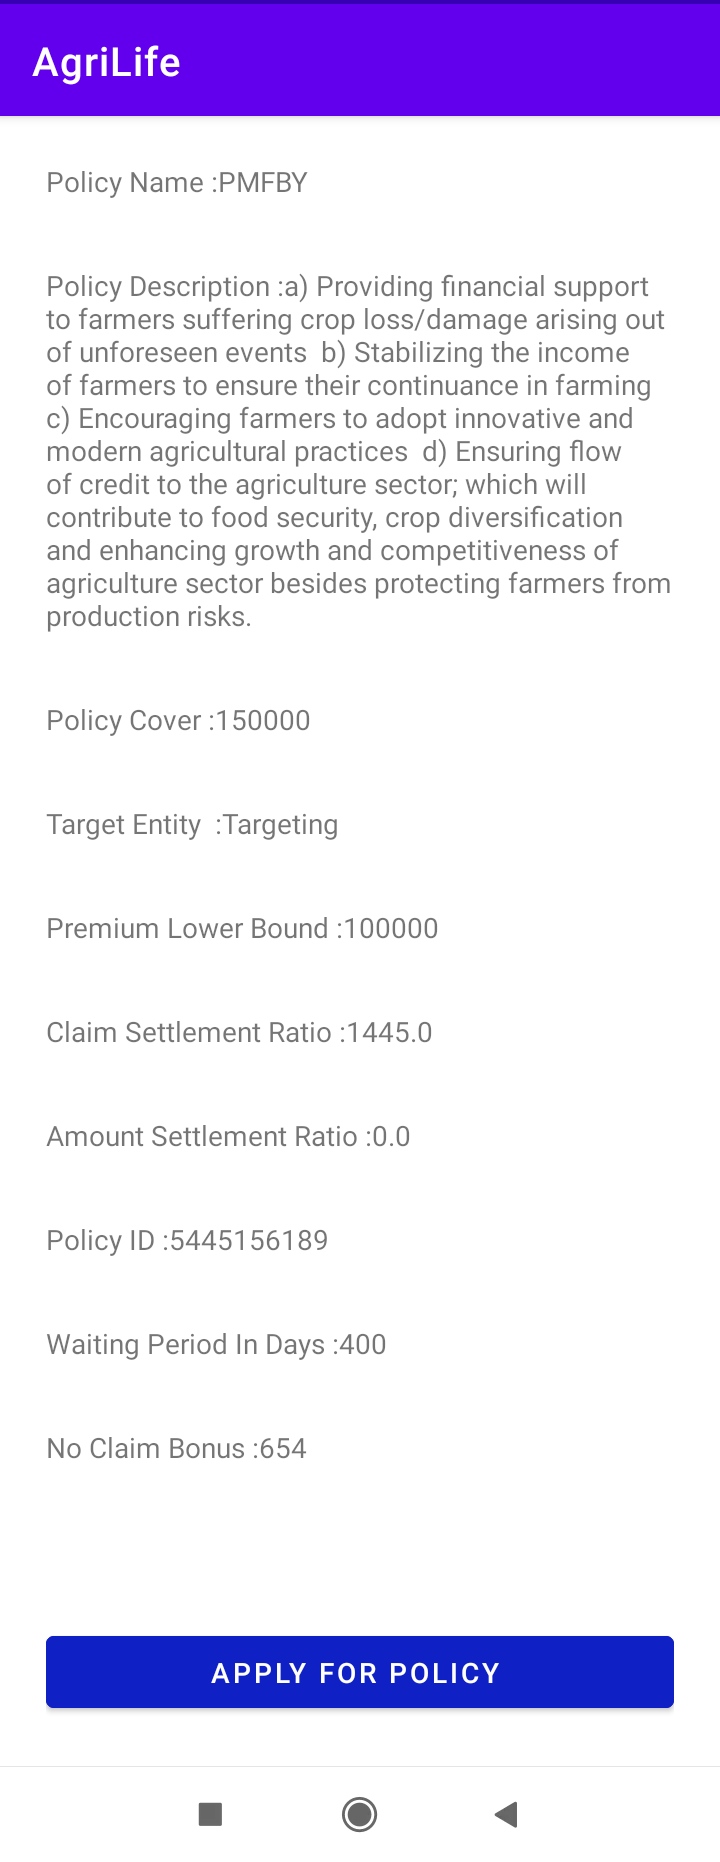 AgriLife
Policy Name :PMFBY
Policy Description :a) Providing financial support
to farmers suffering crop loss/damage arising out
of unforeseen events  b) Stabilizing the income
of farmers to ensure their continuance in farming
c) Encouraging farmers to adopt innovative and
modern agricultural practices  d) Ensuring flow
of credit to the agriculture sector; which will
contribute to food security, crop diversification
and enhancing growth and competitiveness of
agriculture sector besides protecting farmers from
production risks.
Policy Cover :150000
Target Entity  :Targeting
Premium Lower Bound :100000
Claim Settlement Ratio :1445.0
Amount Settlement Ratio :0.0
Policy ID :5445156189
Waiting Period In Days :400
No Claim Bonus :654
APPLY FOR POLICY